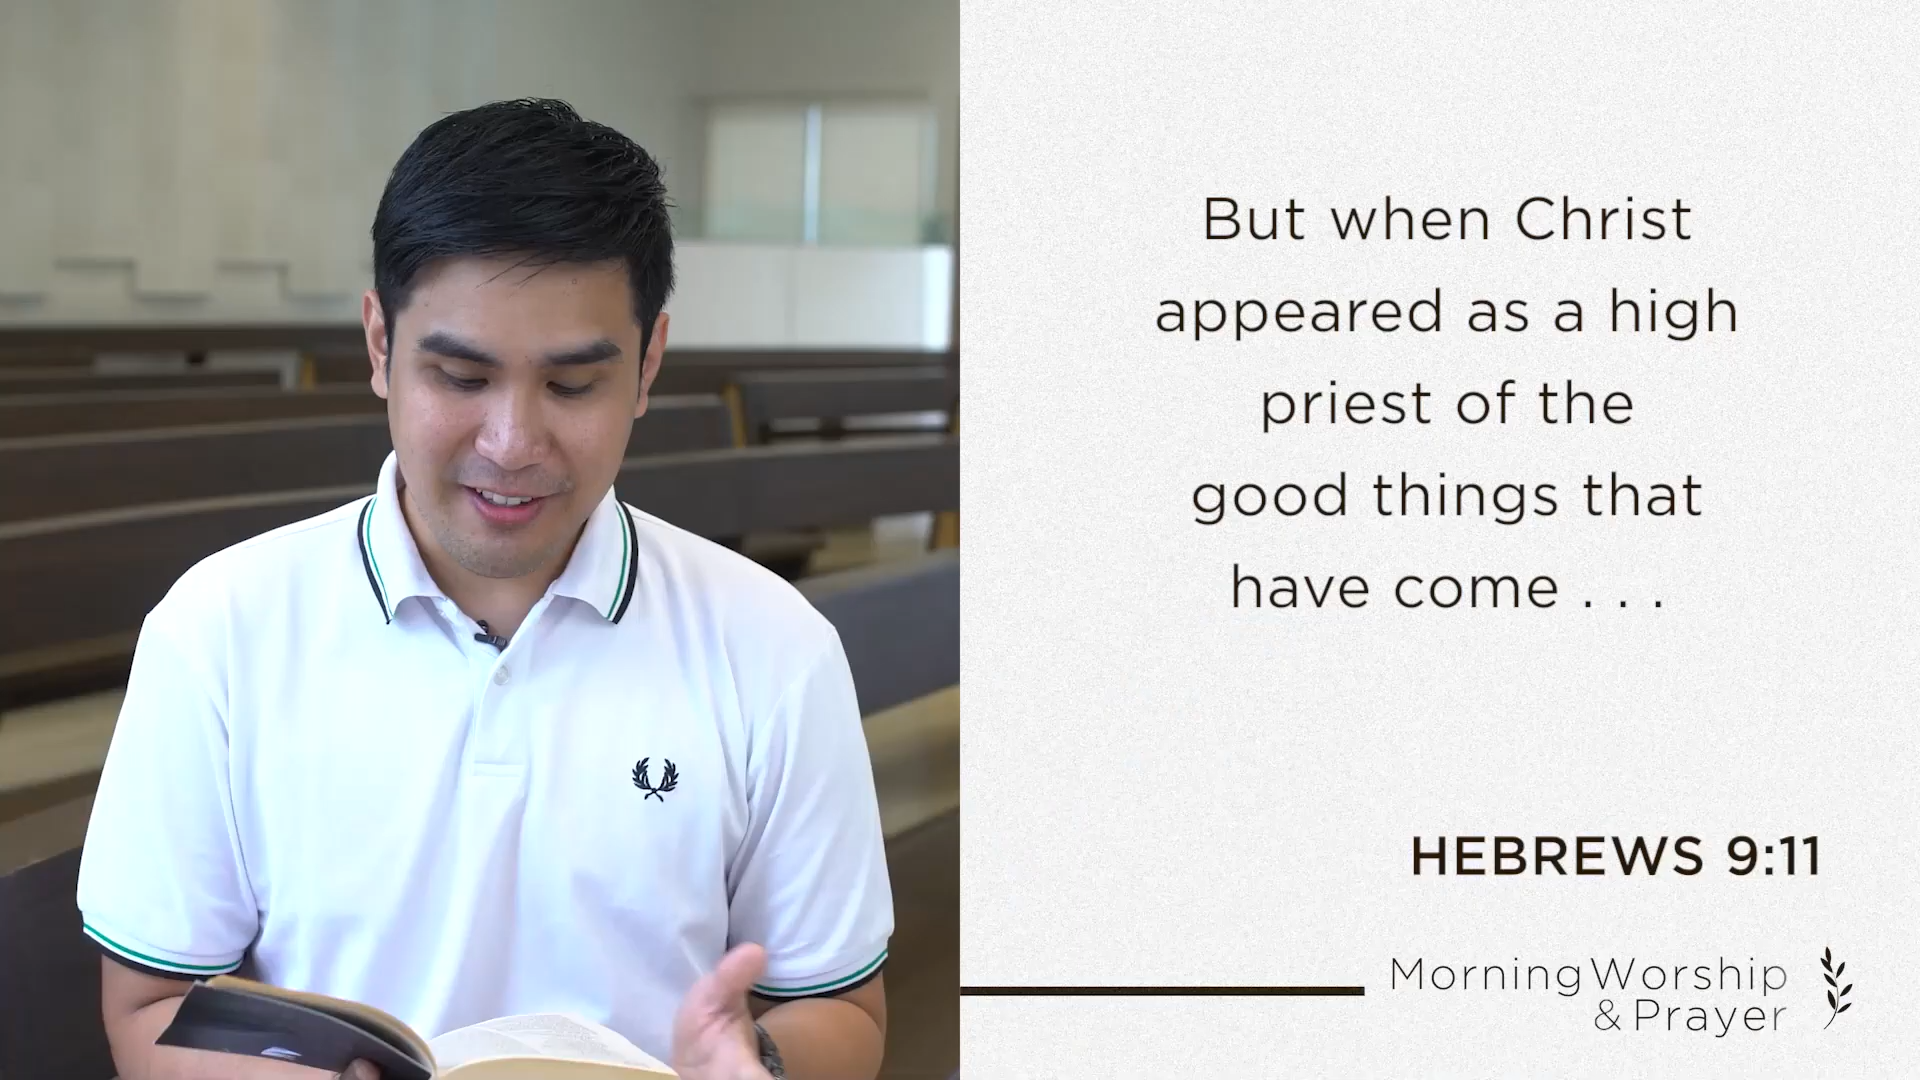 But when Christ
appeared as a high
priest of the
good things that
have come . . .
HEBREWS 9:11
Morning Worship
& Prayer